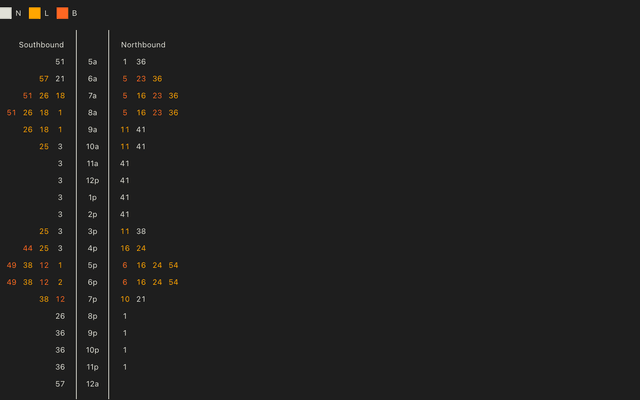 N L B
Southbound Northbound
51 5a 1 36
57 21 6a 5 23 36
51 26 18 7a 5 16 23 36
51 26 18 1 8a 5 16 23 36
26 18 1 9a 11 41
25 3 10a 11 41
3 11a 41
3 12p 41
3 1p 41
3 2p 41
25 3 3p 11 38
44 25 3 4p 16 24
49 38 12 1 5p 6 16 24 54
49 38 12 2 6p 6 16 24 54
38 12 7p 10 21
26 8p 1
36 9p 1
36 10p 1
36 11p 1
57 12a